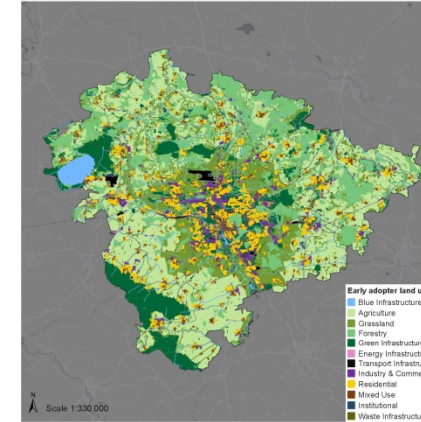 Early adopter land u
Blue Infrastructure
Agriculture
Grassland
Forestry
Green Infrastructure
Energy Infrastructu
Transport Infrastru
Industry & Comme
Residential
Mixed Use
Institutional
Waste Infrastructu
N
Scale 1:330,000